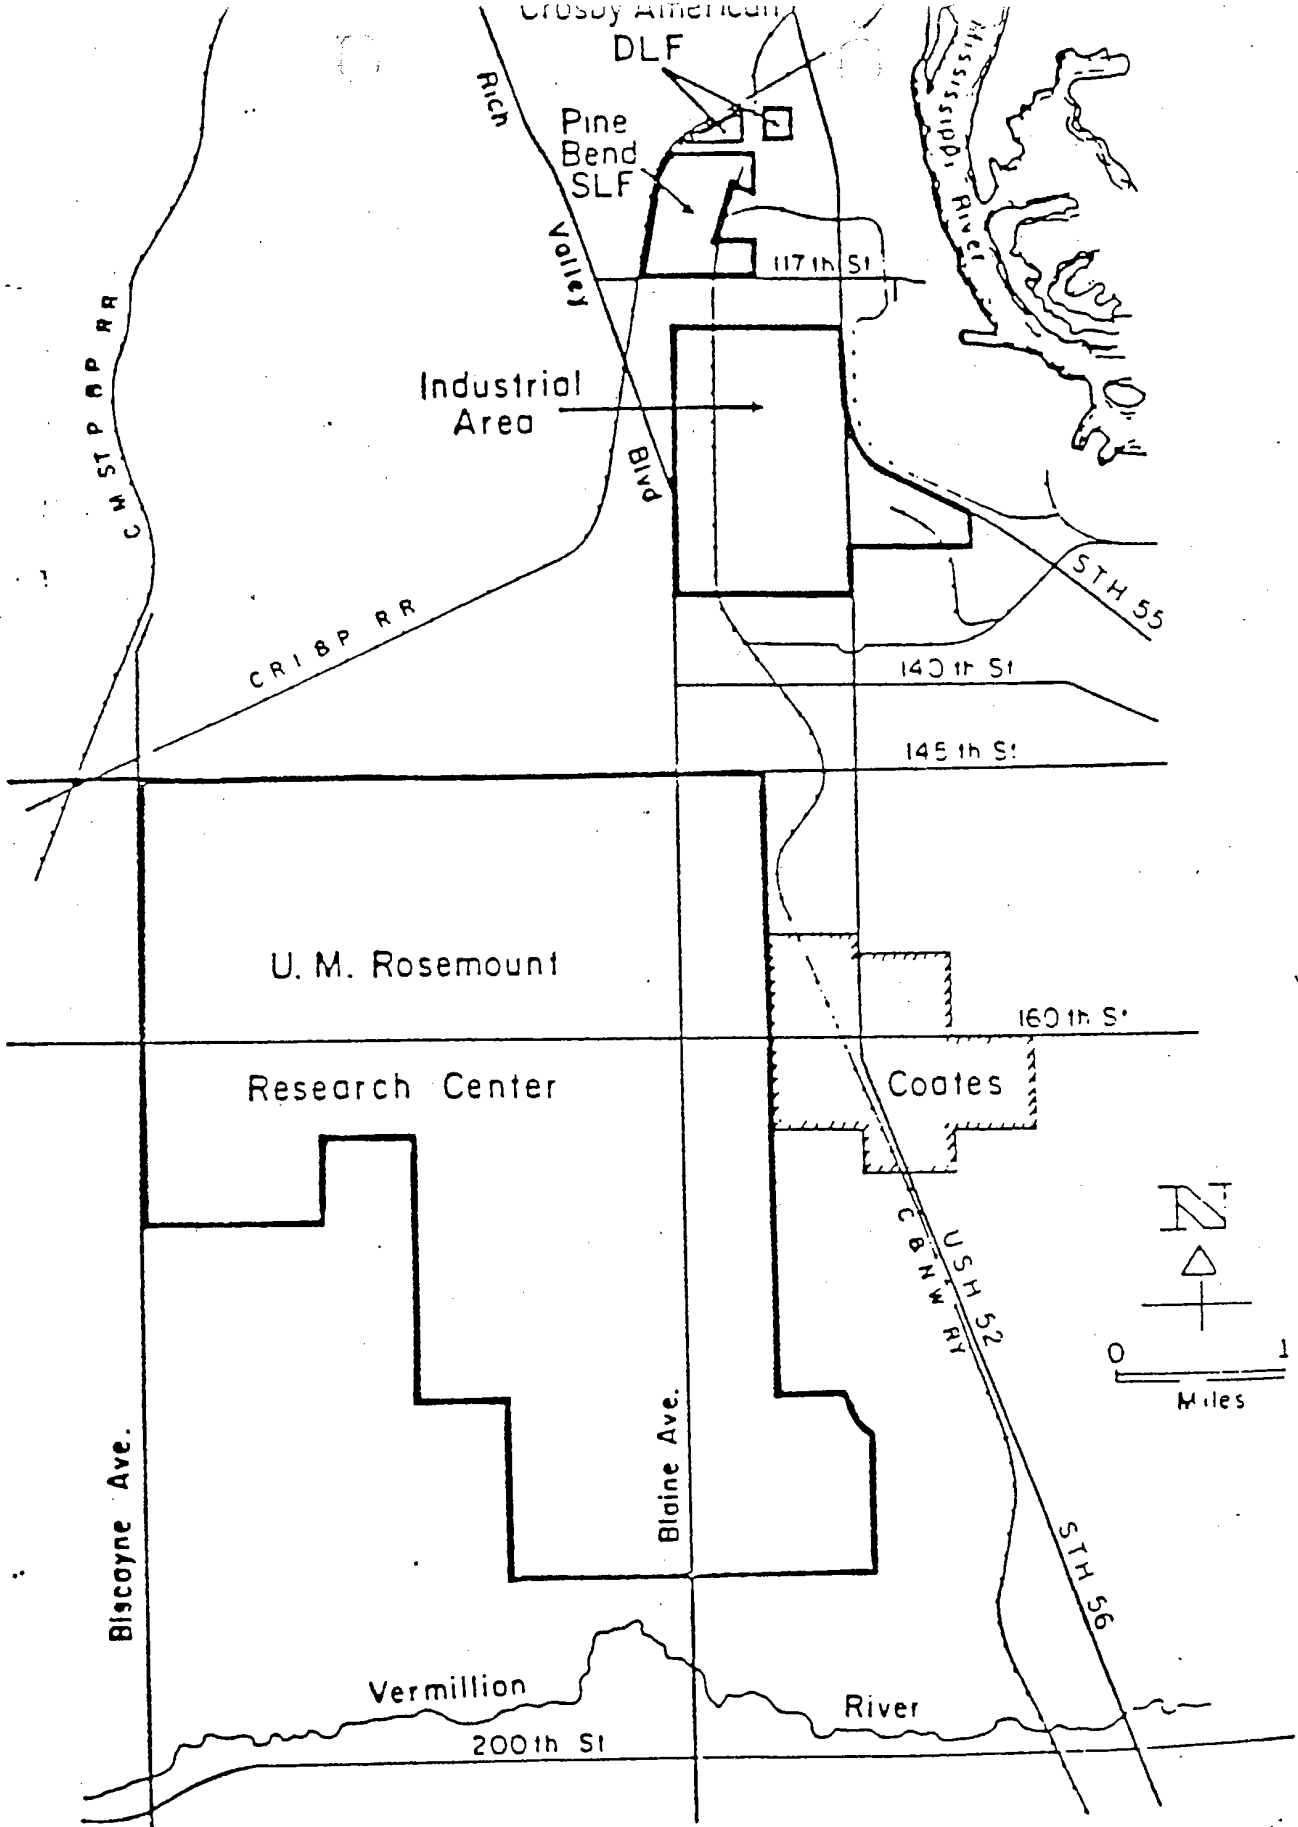 Crosby American
DLF
Rich
Valley
Blvd
Pine
Bend
SLF
Mississippi River
117th St
C M ST P & P RR
Industrial
Area
STH 55
C R I & P R R
140 th St
145 th St
U. M. Rosemount
160 th St
Research Center
Coates
N
USH 52
C & N W RY
0 1
Miles
Biscayne Ave.
Blaine Ave.
STH 56
Vermillion River
200th St